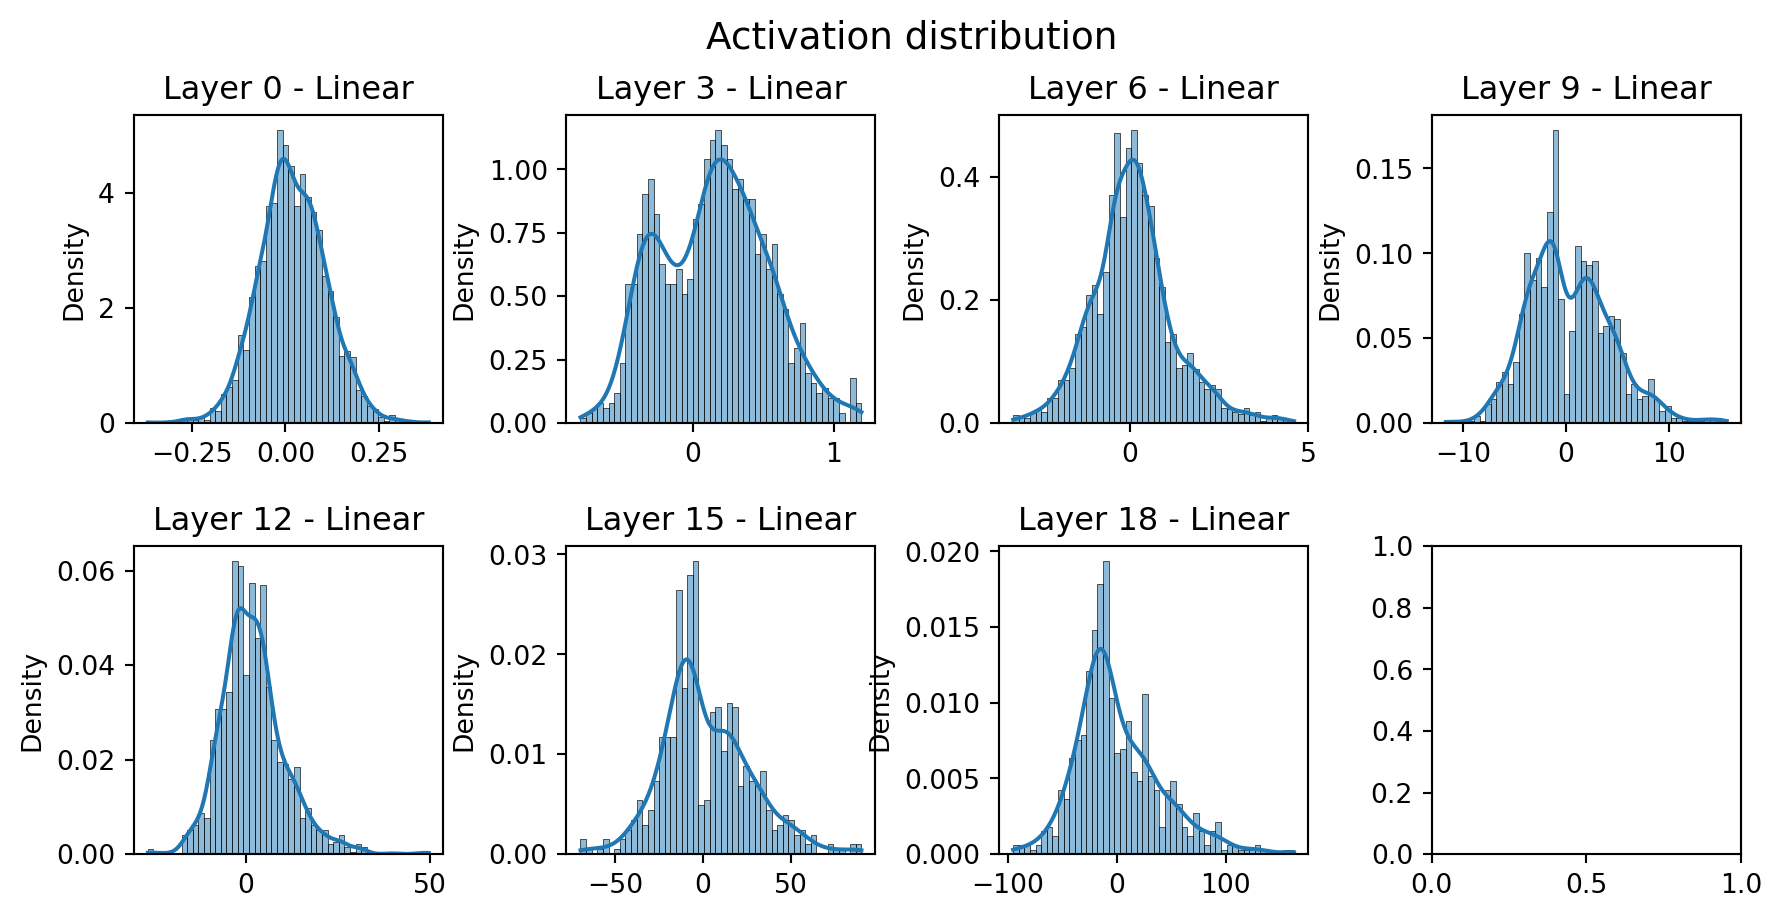 Activation distribution
Layer 0 - Linear
Layer 3 - Linear
Layer 6 - Linear
Layer 9 - Linear
Density
4
2
0
−0.25 0.00 0.25
Density
1.00
0.75
0.50
0.25
0.00
0 1
Density
0.4
0.2
0.0
0 5
Density
0.15
0.10
0.05
0.00
−10 0 10
Layer 12 - Linear
Layer 15 - Linear
Layer 18 - Linear
Density
0.06
0.04
0.02
0.00
0 50
Density
0.03
0.02
0.01
0.00
−50 0 50
Density
0.020
0.015
0.010
0.005
0.000
−100 0 100
1.0
0.8
0.6
0.4
0.2
0.0
0.0 0.5 1.0